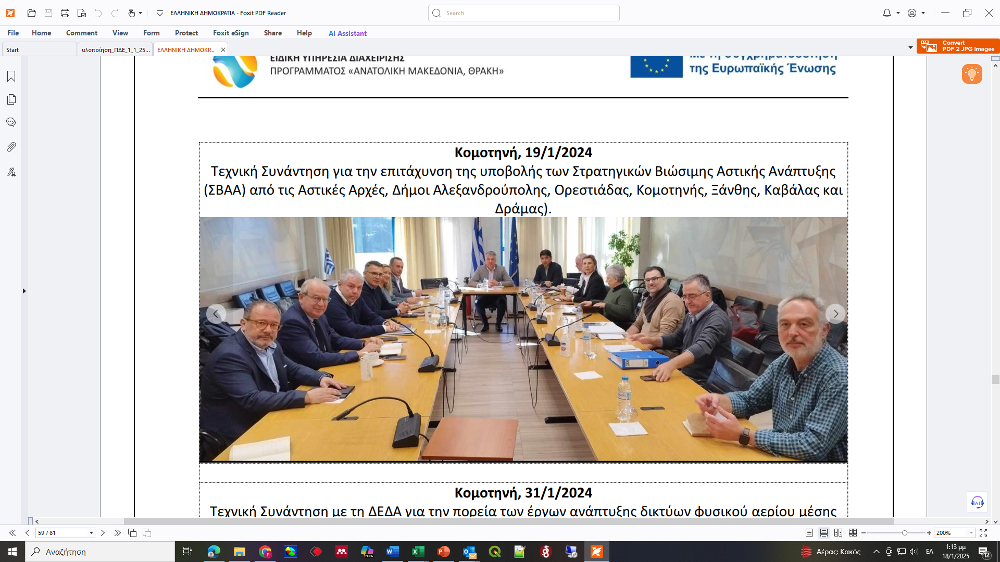 ΕΛΛΗΝΙΚΗ ΔΗΜΟΚΡΑΤΙΑ - Foxit PDF Reader
Search
File Home Comment View Form Protect Foxit eSign Share Help AI Assistant
Start
υλοποίηση_ΠΔΕ_1_1_25...
ΕΛΛΗΝΙΚΗ ΔΗΜΟΚΡ...
Convert
PDF 2 JPG Images
ΕΙΔΙΚΗ ΥΠΗΡΕΣΙΑ ΔΙΑΧΕΙΡΙΣΗΣ
ΠΡΟΓΡΑΜΜΑΤΟΣ «ΑΝΑΤΟΛΙΚΗ ΜΑΚΕΔΟΝΙΑ, ΘΡΑΚΗ»
Με τη συγχρηματοδότηση
της Ευρωπαϊκής Ένωσης
Κομοτηνή, 19/1/2024
Τεχνική Συνάντηση για την επιτάχυνση της υποβολής των Στρατηγικών Βιώσιμης Αστικής Ανάπτυξης
(ΣΒΑΑ) από τις Αστικές Αρχές, Δήμοι Αλεξανδρούπολης, Ορεστιάδας, Κομοτηνής, Ξάνθης, Καβάλας και
Δράμας).
Κομοτηνή, 31/1/2024
Τεχνική Συνάντηση με τη ΔΕΔΑ για την πορεία των έργων ανάπτυξης δικτύων φυσικού αερίου μέσης
AI
59 / 81
200%
Αναζήτηση
M365
Αέρας: Κακός
ΕΛ
1:13 μμ
18/1/2025
12